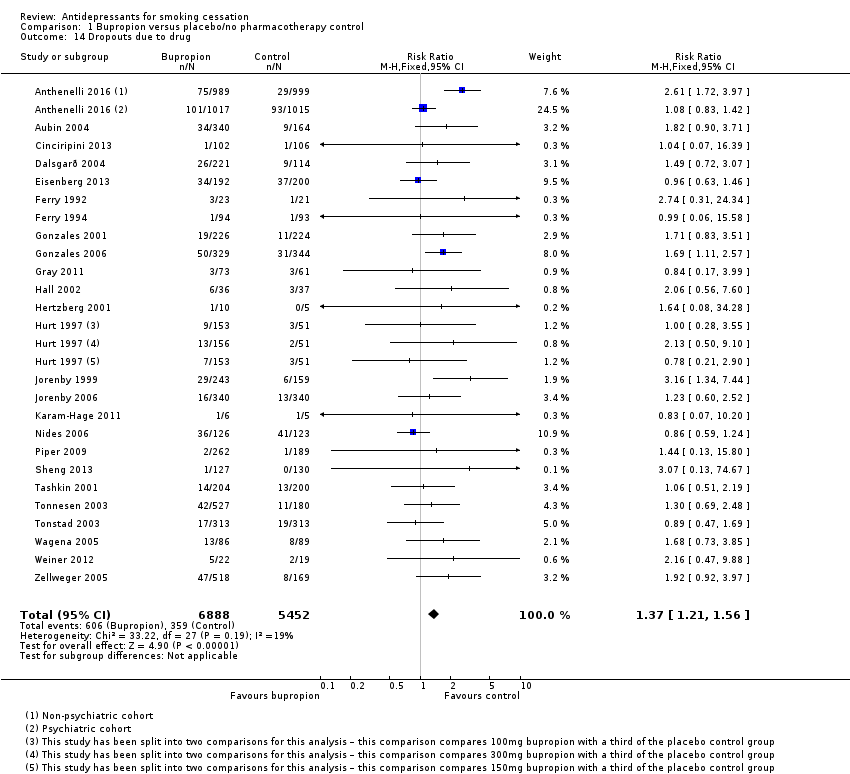 Review: Antidepressants for smoking cessation
Comparison: 1 Bupropion versus placebo/no pharmacotherapy control
Outcome: 14 Dropouts due to drug
Study or subgroup Bupropion Control Risk Ratio Weight Risk Ratio
n/N n/N M-H,Fixed,95% CI M-H,Fixed,95% CI
Anthenelli 2016 (1) 75/989 29/999 7.6 % 2.61 [ 1.72, 3.97 ]
Anthenelli 2016 (2) 101/1017 93/1015 24.5 % 1.08 [ 0.83, 1.42 ]
Aubin 2004 34/340 9/164 3.2 % 1.82 [ 0.90, 3.71 ]
Cinciripini 2013 1/102 1/106 0.3 % 1.04 [ 0.07, 16.39 ]
Dalsgarð 2004 26/221 9/114 3.1 % 1.49 [ 0.72, 3.07 ]
Eisenberg 2013 34/192 37/200 9.5 % 0.96 [ 0.63, 1.46 ]
Ferry 1992 3/23 1/21 0.3 % 2.74 [ 0.31, 24.34 ]
Ferry 1994 1/94 1/93 0.3 % 0.99 [ 0.06, 15.58 ]
Gonzales 2001 19/226 11/224 2.9 % 1.71 [ 0.83, 3.51 ]
Gonzales 2006 50/329 31/344 8.0 % 1.69 [ 1.11, 2.57 ]
Gray 2011 3/73 3/61 0.9 % 0.84 [ 0.17, 3.99 ]
Hall 2002 6/36 3/37 0.8 % 2.06 [ 0.56, 7.60 ]
Hertzberg 2001 1/10 0/5 0.2 % 1.64 [ 0.08, 34.28 ]
Hurt 1997 (3) 9/153 3/51 1.2 % 1.00 [ 0.28, 3.55 ]
Hurt 1997 (4) 13/156 2/51 0.8 % 2.13 [ 0.50, 9.10 ]
Hurt 1997 (5) 7/153 3/51 1.2 % 0.78 [ 0.21, 2.90 ]
Jorenby 1999 29/243 6/159 1.9 % 3.16 [ 1.34, 7.44 ]
Jorenby 2006 16/340 13/340 3.4 % 1.23 [ 0.60, 2.52 ]
Karam-Hage 2011 1/6 1/5 0.3 % 0.83 [ 0.07, 10.20 ]
Nides 2006 36/126 41/123 10.9 % 0.86 [ 0.59, 1.24 ]
Piper 2009 2/262 1/189 0.3 % 1.44 [ 0.13, 15.80 ]
Sheng 2013 1/127 0/130 0.1 % 3.07 [ 0.13, 74.67 ]
Tashkin 2001 14/204 13/200 3.4 % 1.06 [ 0.51, 2.19 ]
Tonnesen 2003 42/527 11/180 4.3 % 1.30 [ 0.69, 2.48 ]
Tonstad 2003 17/313 19/313 5.0 % 0.89 [ 0.47, 1.69 ]
Wagena 2005 13/86 8/89 2.1 % 1.68 [ 0.73, 3.85 ]
Weiner 2012 5/22 2/19 0.6 % 2.16 [ 0.47, 9.88 ]
Zellweger 2005 47/518 8/169 3.2 % 1.92 [ 0.92, 3.97 ]
Total (95% CI) 6888 5452 100.0 % 1.37 [ 1.21, 1.56 ]
Total events: 606 (Bupropion), 359 (Control)
Heterogeneity: Chi² = 33.22, df = 27 (P = 0.19); I² =19%
Test for overall effect: Z = 4.90 (P < 0.00001)
Test for subgroup differences: Not applicable
0.1 0.2 0.5 1 2 5 10
Favours bupropion Favours control
(1) Non-psychiatric cohort
(2) Psychiatric cohort
(3) This study has been split into two comparisons for this analysis – this comparison compares 100mg bupropion with a third of the placebo control group
(4) This study has been split into two comparisons for this analysis – this comparison compares 300mg bupropion with a third of the placebo control group
(5) This study has been split into two comparisons for this analysis – this comparison compares 150mg bupropion with a third of the placebo control group